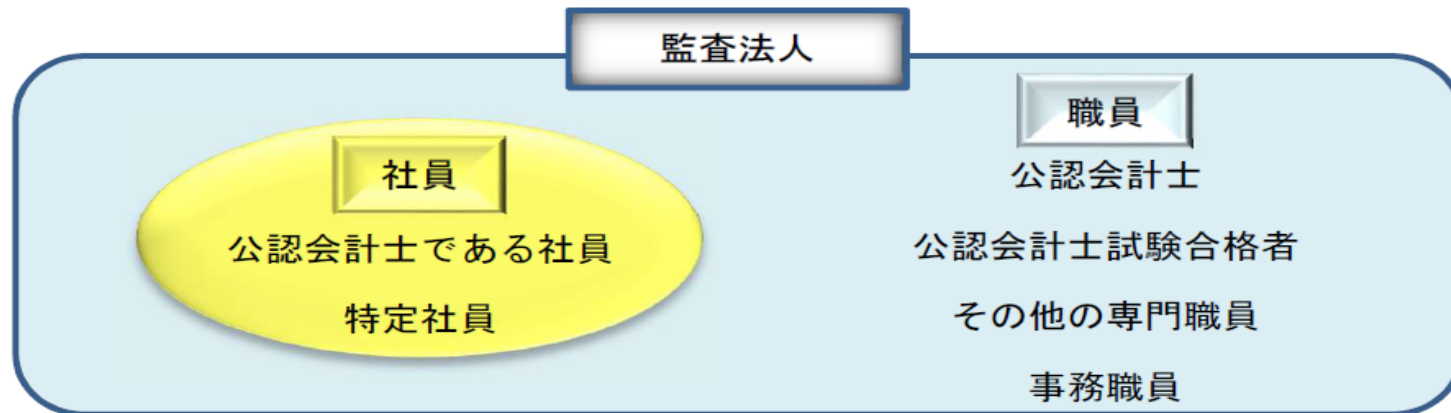 監査法人
社員
公認会計士である社員
特定社員
職員
公認会計士
公認会計士試験合格者
その他の専門職員
事務職員